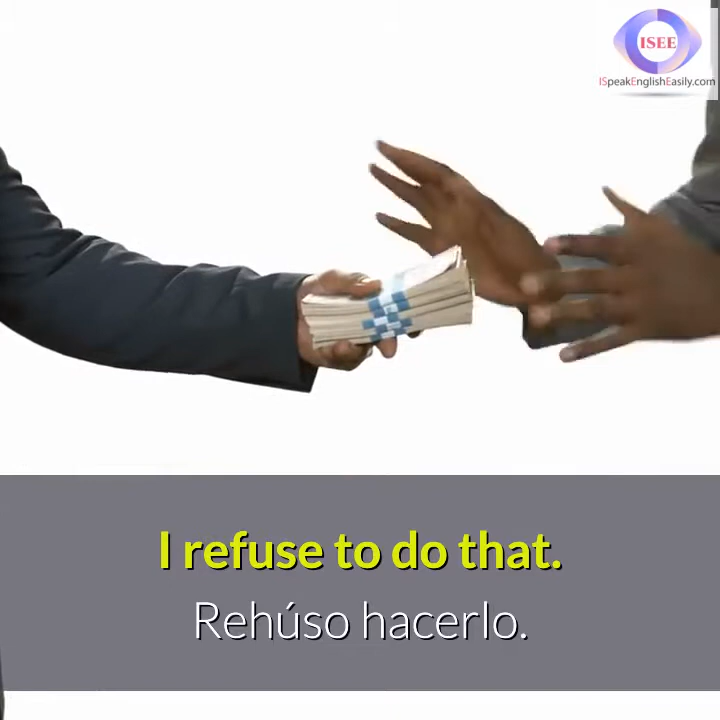 ISEE
ISpeakEnglishEasily.com
I refuse to do that.
Rehúso hacerlo.